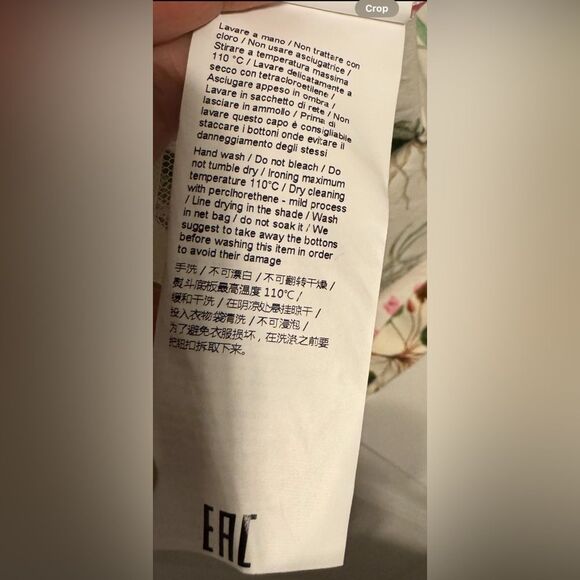 Crop
Lavare a mano / Non trattare con
cloro / Non usare asciugatrice /
Stirare a temperatura massima
110 °C / Lavare delicatamente a
secco con tetracloroetilene /
Asciugare appeso in ombra /
Lavare in sacchetto di rete / Non
lasciare in ammollo / Prima di
lavare questo capo è consigliabile
staccare i bottoni onde evitare il
danneggiamento degli stessi
Hand wash / Do not bleach / Do
not tumble dry / Ironing maximum
temperature 110°C / Dry cleaning
with perclhorethene - mild process
/ Line drying in the shade / Wash
in net bag / do not soak it / We
suggest to take away the bottons
before washing this item in order
to avoid their damage
手洗 / 不可漂白 / 不可翻转干燥 /
熨斗底板最高温度 110℃ /
缓和干洗 / 在阴凉处悬挂晾干 /
投入衣物袋清洗 / 不可浸泡 /
为了避免衣服损坏，在洗涤之前要
把纽扣拆取下来。
EAC